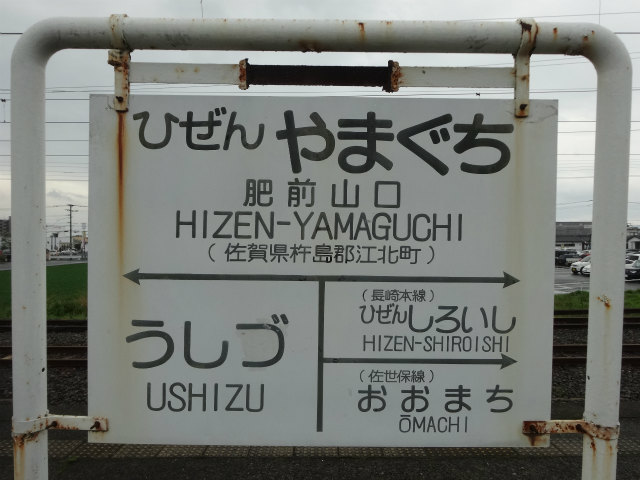 ひぜん やまぐち
肥前山口
HIZEN-YAMAGUCHI
(佐賀県杵島郡江北町)
うしづ
USHIZU
(長崎本線)
ひぜん しろいし
HIZEN-SHIROISHI
(佐世保線)
おおまち
ŌMACHI